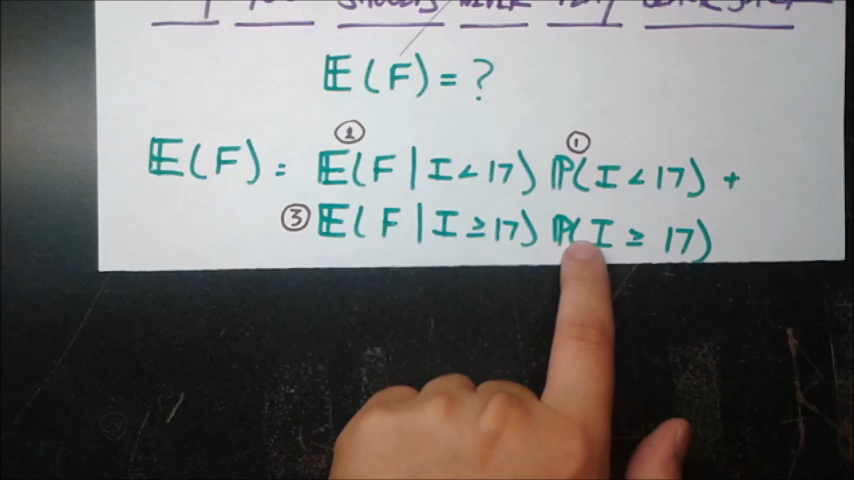 𝔼(F) = ?
② ①
𝔼(F) = 𝔼(F | I < 17) ℙ(I < 17) +
③ 𝔼(F | I ≥ 17) ℙ(I ≥ 17)